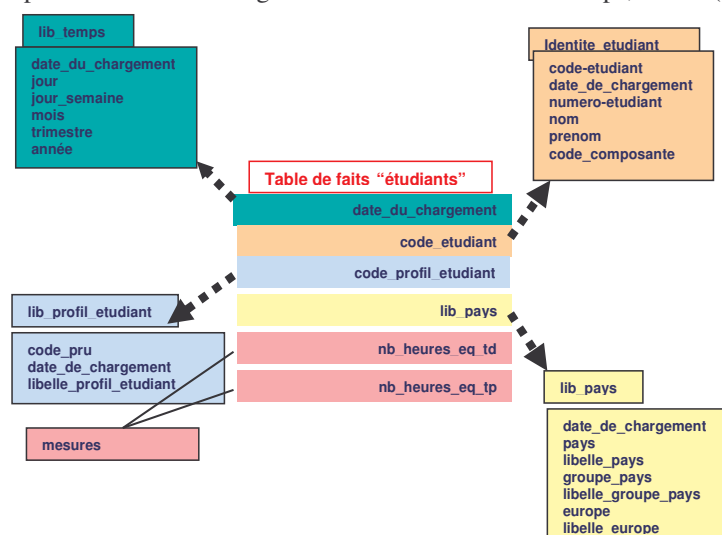 lib_temps
date_du_chargement
jour
jour_semaine
mois
trimestre
année
Identite_etudiant
code-etudiant
date_de_chargement
numero-etudiant
nom
prenom
code_composante
Table de faits “étudiants”
date_du_chargement
code_etudiant
code_profil_etudiant
lib_pays
nb_heures_eq_td
nb_heures_eq_tp
lib_profil_etudiant
code_pru
date_de_chargement
libelle_profil_etudiant
mesures
lib_pays
date_de_chargement
pays
libelle_pays
groupe_pays
libelle_groupe_pays
europe
libelle_europe